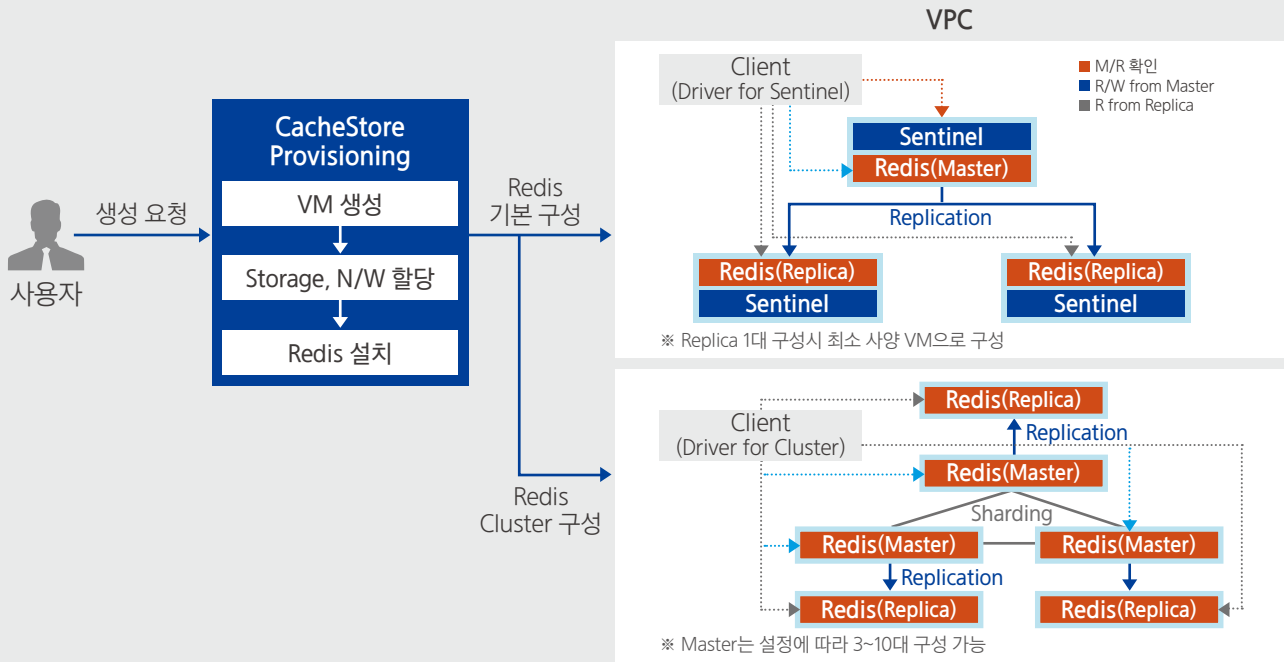 VPC
사용자
생성 요청
CacheStore
Provisioning
VM 생성
Storage, N/W 할당
Redis 설치
Redis
기본 구성
Redis
Cluster 구성
Client
(Driver for Sentinel)
M/R 확인
R/W from Master
R from Replica
Sentinel
Redis(Master)
Replication
Redis(Replica)
Sentinel
Redis(Replica)
Sentinel
※ Replica 1대 구성시 최소 사양 VM으로 구성
Redis(Replica)
Client
(Driver for Cluster)
Replication
Redis(Master)
Sharding
Redis(Master)
Redis(Master)
Replication
Redis(Replica)
Redis(Replica)
※ Master는 설정에 따라 3~10대 구성 가능